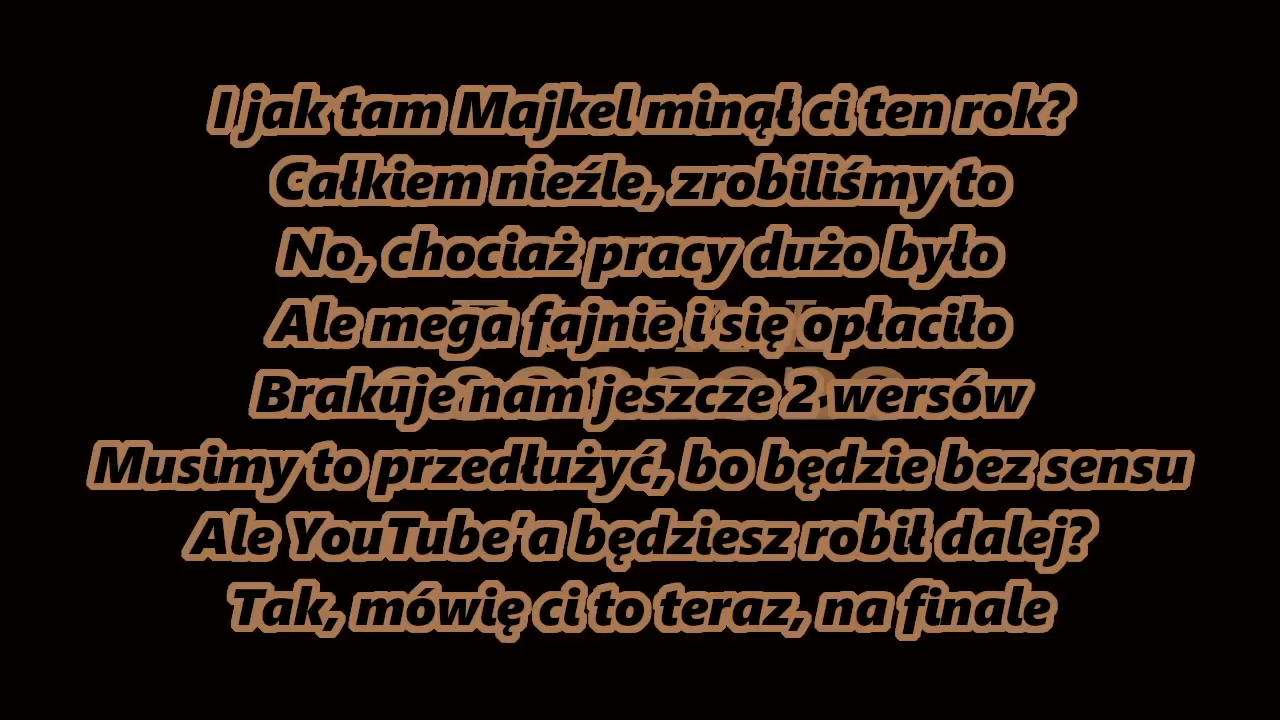 I jak tam Majkel minął ci ten rok?
Całkiem nieźle, zrobiliśmy to
No, chociaż pracy dużo było
Ale mega fajnie i się opłaciło
Brakuje nam jeszcze 2 wersów
Musimy to przedłużyć, bo będzie bez sensu
Ale YouTube'a będziesz robił dalej?
Tak, mówię ci to teraz, na finale